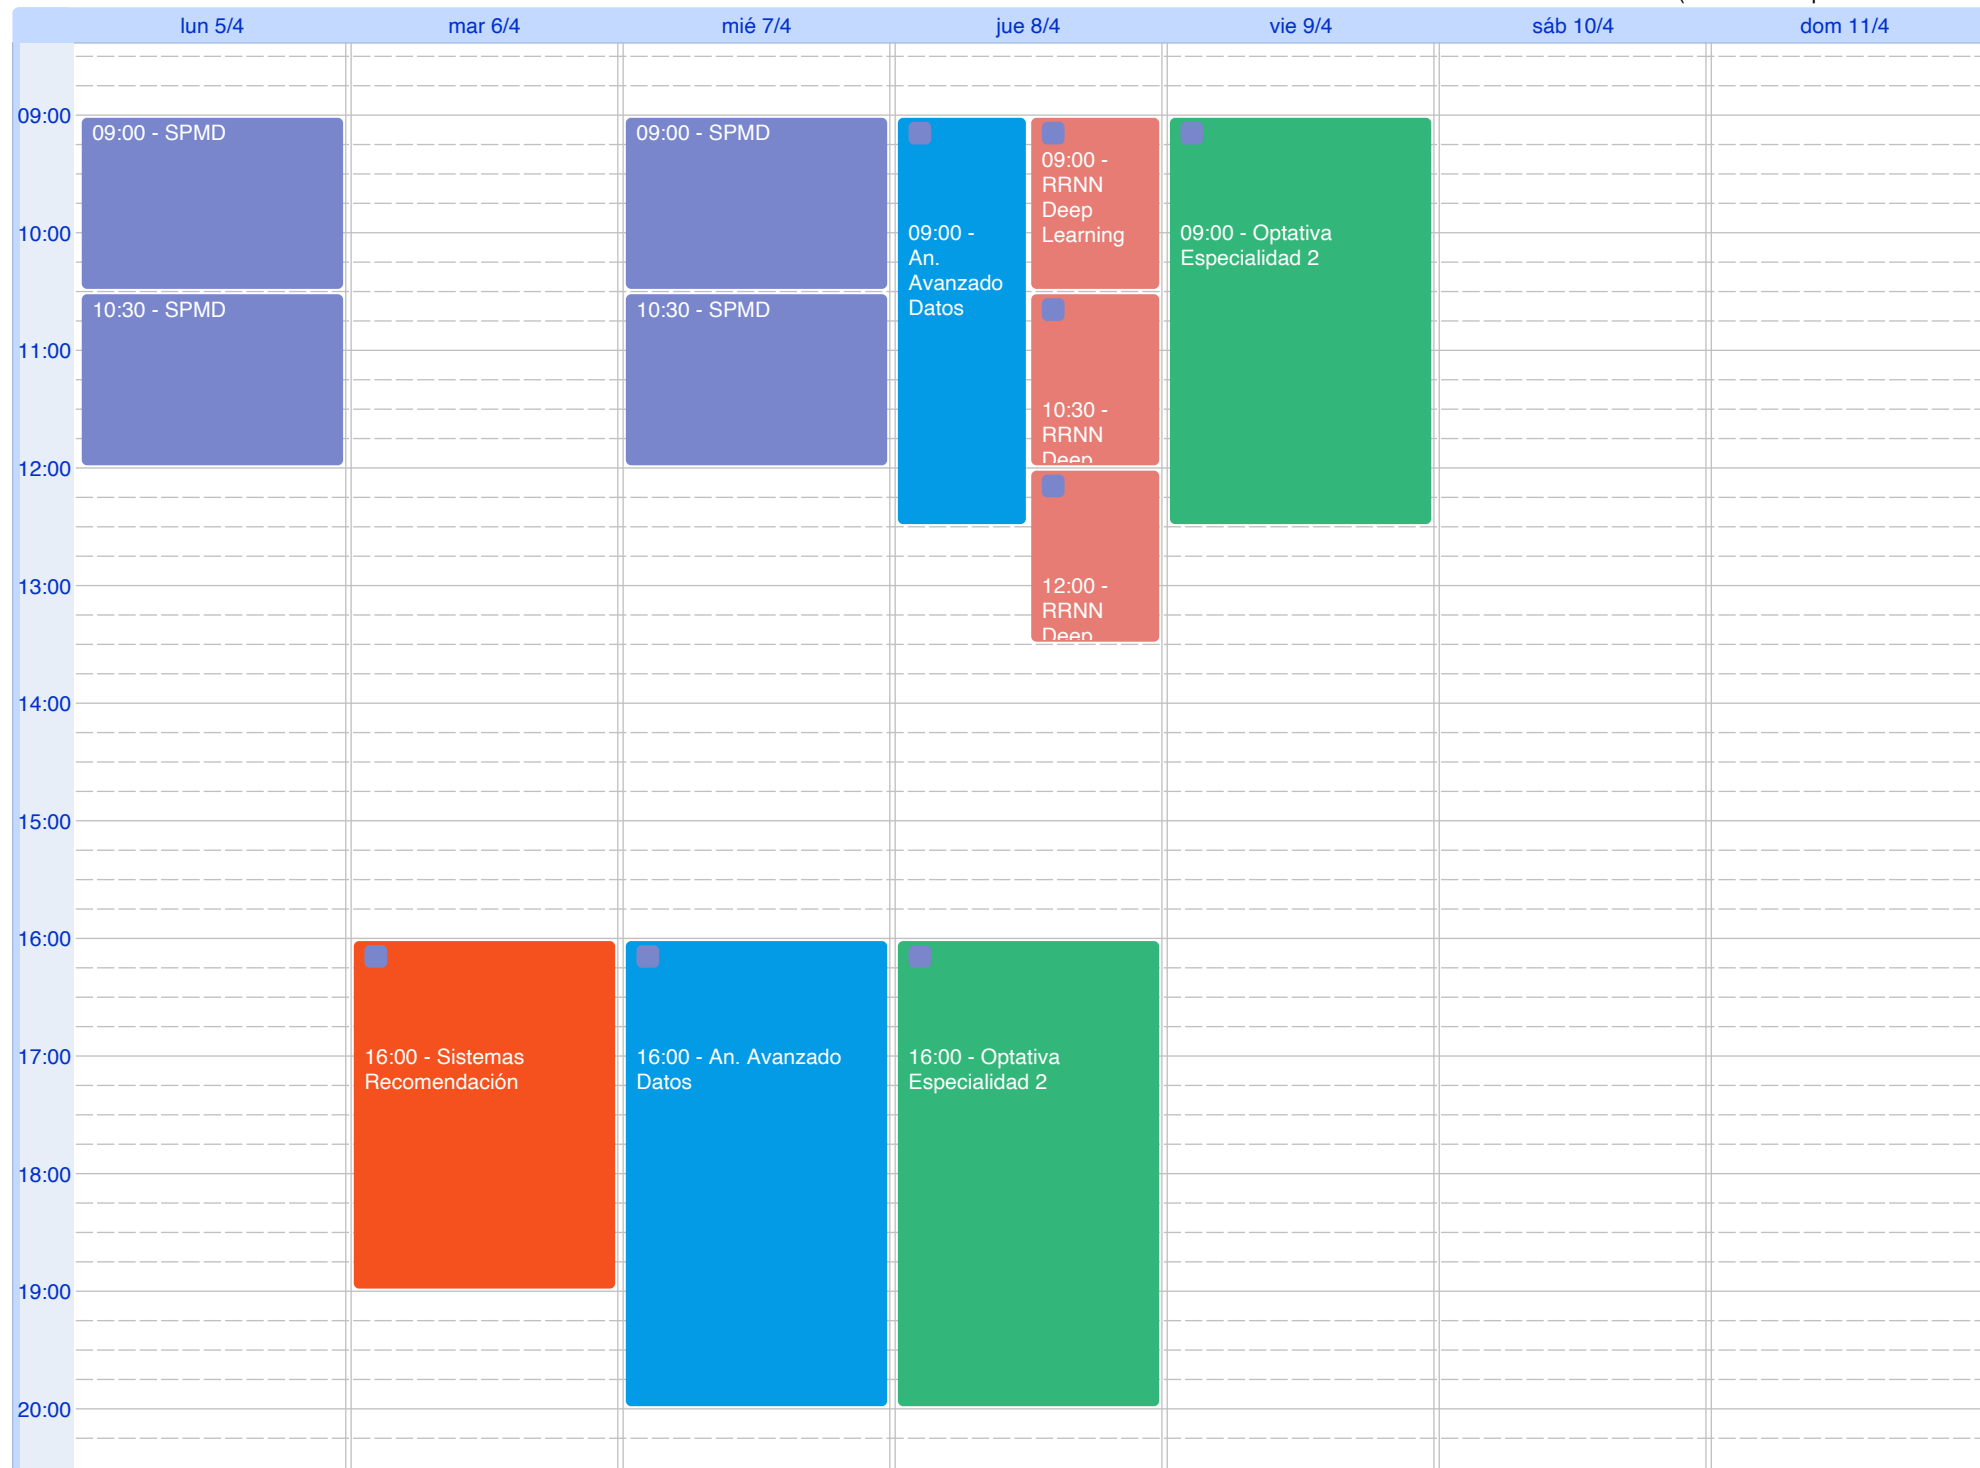 lun 5/4
mar 6/4
mié 7/4
jue 8/4
vie 9/4
sáb 10/4
dom 11/4
09:00
10:00
11:00
12:00
13:00
14:00
15:00
16:00
17:00
18:00
19:00
20:00
09:00 - SPMD
10:30 - SPMD
16:00 - Sistemas
Recomendación
09:00 - SPMD
10:30 - SPMD
16:00 - An. Avanzado
Datos
09:00 -
An.
Avanzado
Datos
09:00 -
RRNN
Deep
Learning
10:30 -
RRNN
Deep
12:00 -
RRNN
Deep
16:00 - Optativa
Especialidad 2
09:00 - Optativa
Especialidad 2